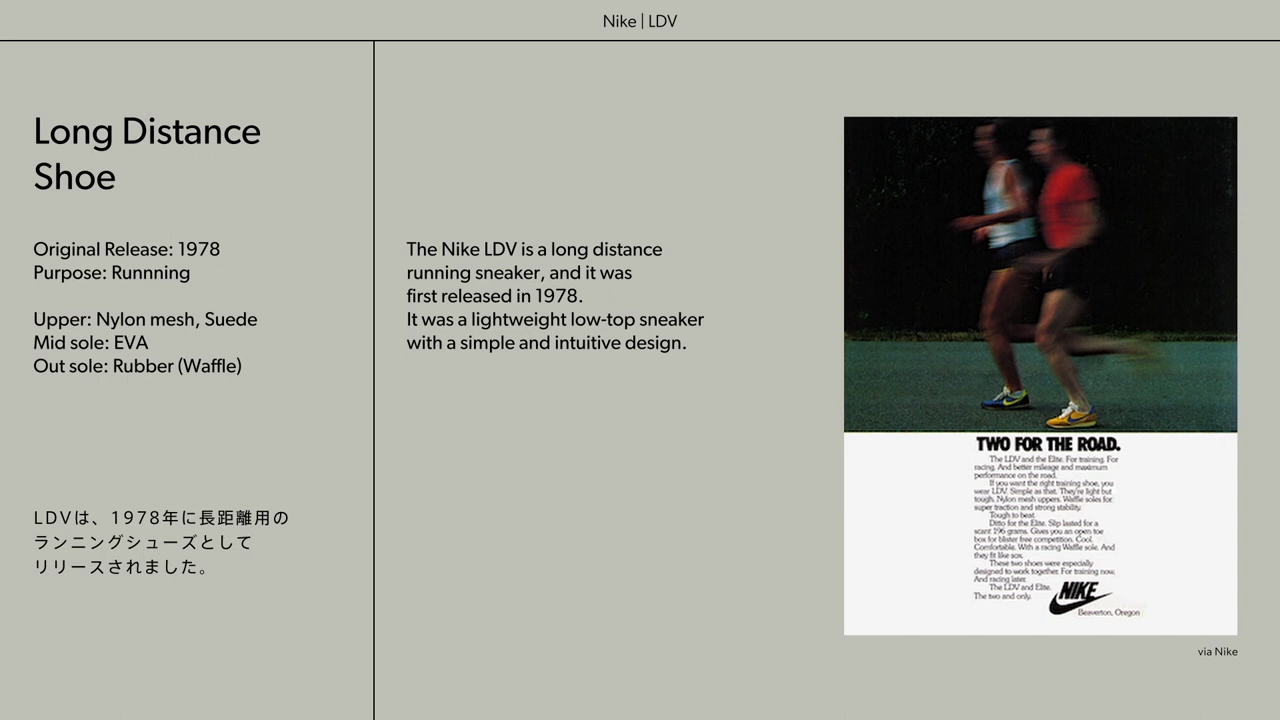 Nike | LDV
Long Distance
Shoe
Original Release: 1978
Purpose: Runnning
Upper: Nylon mesh, Suede
Mid sole: EVA
Out sole: Rubber (Waffle)
LDVは、1978年に長距離用の
ランニングシューズとして
リリースされました。
The Nike LDV is a long distance
running sneaker, and it was
first released in 1978.
It was a lightweight low-top sneaker
with a simple and intuitive design.
TWO FOR THE ROAD.
The LDV and the Elite. For training. For
racing. And better mileage and maximum
performance on the road.
If you want the right training shoe, you
wear LDV. Simple as that. They're light but
tough. Nylon mesh uppers. Waffle soles for
super traction and strong stability.
Tough to beat.
Ditto for the Elite. Slip lasted for a
scant 196 grams. Gives you an open toe
box for blister free competition. Cool.
Comfortable. With a racing Waffle sole. And
they fit like sox.
These two shoes were especially
designed to work together. For training now.
And racing later.
The LDV and Elite.
The two and only.
NIKE
Beaverton, Oregon
via Nike